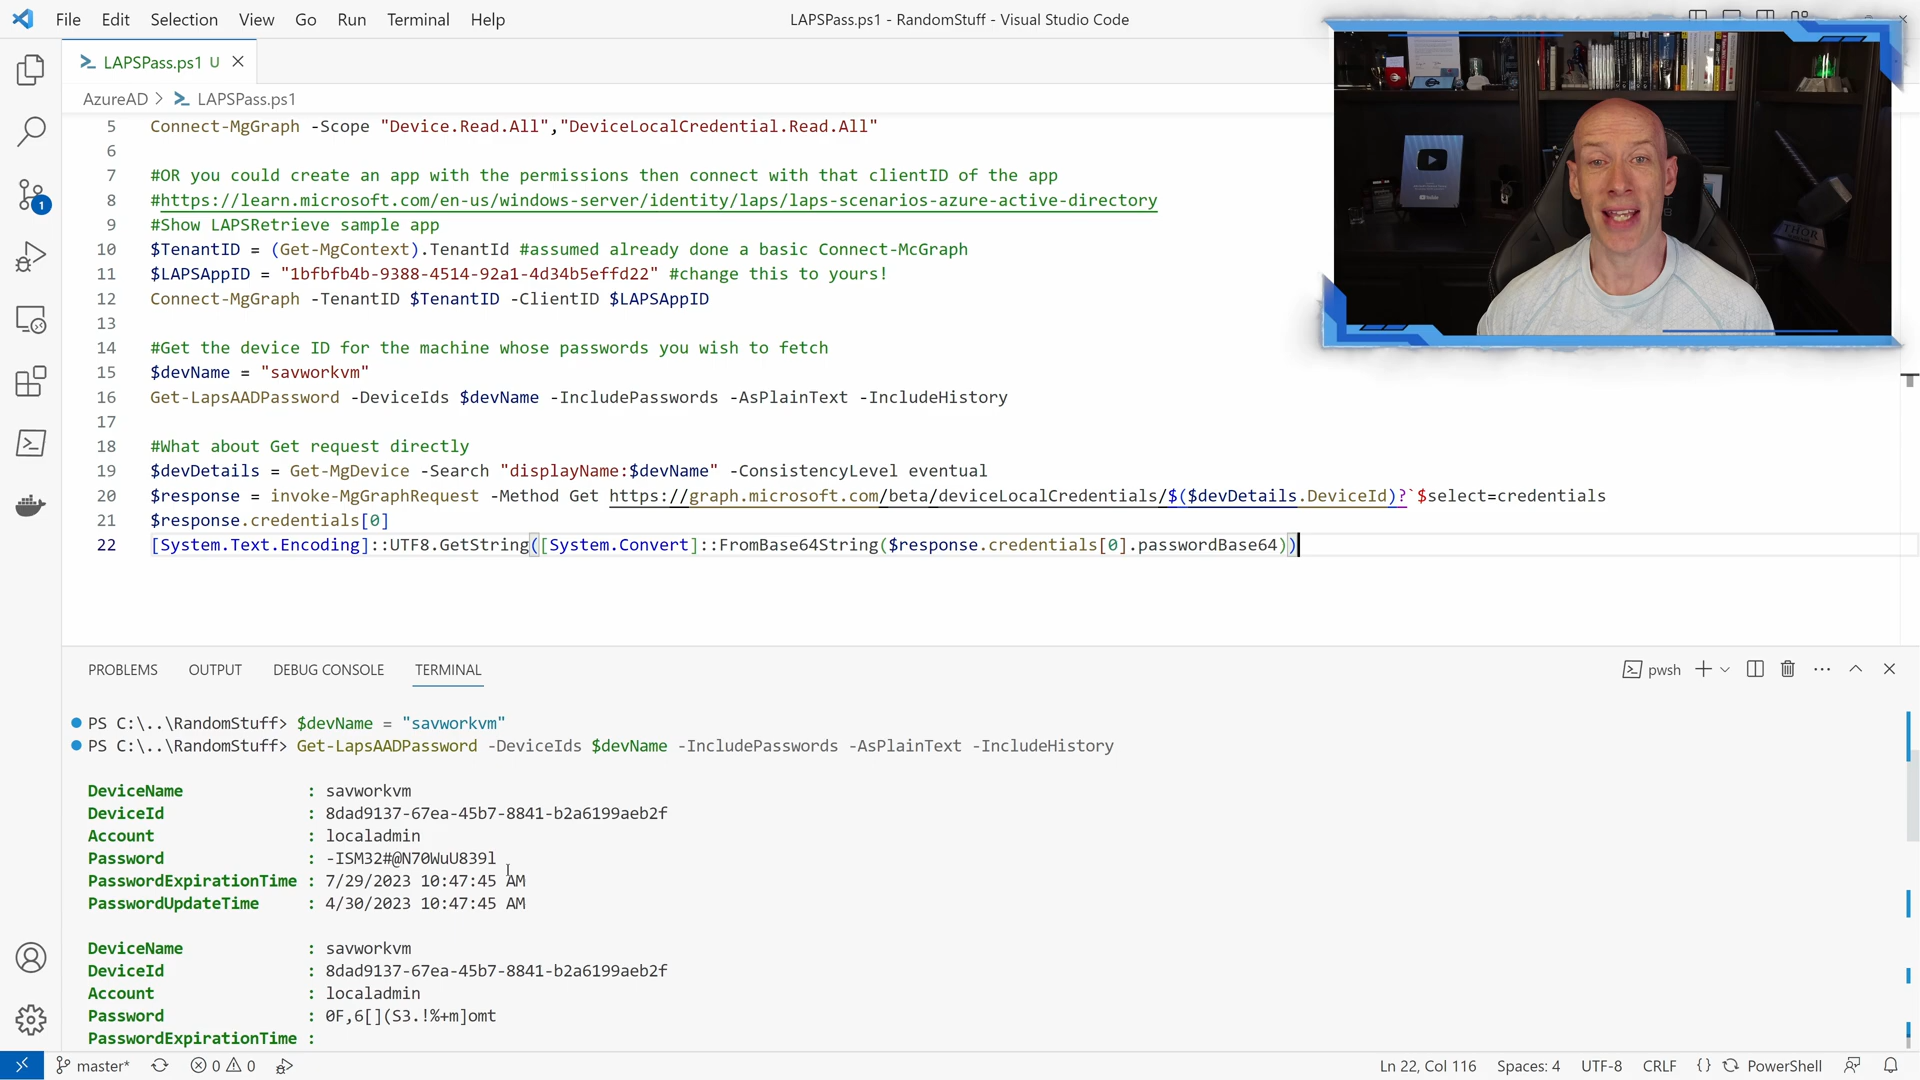 File Edit Selection View Go Run Terminal Help
LAPSPass.ps1 - RandomStuff - Visual Studio Code
LAPSPass.ps1 U
AzureAD > LAPSPass.ps1
5 Connect-MgGraph -Scope "Device.Read.All","DeviceLocalCredential.Read.All"
6
7 #OR you could create an app with the permissions then connect with that clientID of the app
8 #https://learn.microsoft.com/en-us/windows-server/identity/laps/laps-scenarios-azure-active-directory
9 #Show LAPSRetrieve sample app
10 $TenantID = (Get-MgContext).TenantId #assumed already done a basic Connect-McGraph
11 $LAPSAppID = "1bfbfb4b-9388-4514-92a1-4d34b5effd22" #change this to yours!
12 Connect-MgGraph -TenantID $TenantID -ClientID $LAPSAppID
13
14 #Get the device ID for the machine whose passwords you wish to fetch
15 $devName = "savworkvm"
16 Get-LapsAADPassword -DeviceIds $devName -IncludePasswords -AsPlainText -IncludeHistory
17
18 #What about Get request directly
19 $devDetails = Get-MgDevice -Search "displayName:$devName" -ConsistencyLevel eventual
20 $response = invoke-MgGraphRequest -Method Get https://graph.microsoft.com/beta/deviceLocalCredentials/$($devDetails.DeviceId)?`$select=credentials
21 $response.credentials[0]
22 [System.Text.Encoding]::UTF8.GetString([System.Convert]::FromBase64String($response.credentials[0].passwordBase64))
1
PROBLEMS OUTPUT DEBUG CONSOLE TERMINAL
pwsh
PS C:\..\RandomStuff> $devName = "savworkvm"
PS C:\..\RandomStuff> Get-LapsAADPassword -DeviceIds $devName -IncludePasswords -AsPlainText -IncludeHistory
DeviceName : savworkvm
DeviceId : 8dad9137-67ea-45b7-8841-b2a6199aeb2f
Account : localadmin
Password : -ISM32#@N70WuU839l
PasswordExpirationTime : 7/29/2023 10:47:45 AM
PasswordUpdateTime : 4/30/2023 10:47:45 AM
DeviceName : savworkvm
DeviceId : 8dad9137-67ea-45b7-8841-b2a6199aeb2f
Account : localadmin
Password : 0F,6[](S3.!%+m]omt
PasswordExpirationTime :
master* 0 0
Ln 22, Col 116 Spaces: 4 UTF-8 CRLF {} PowerShell